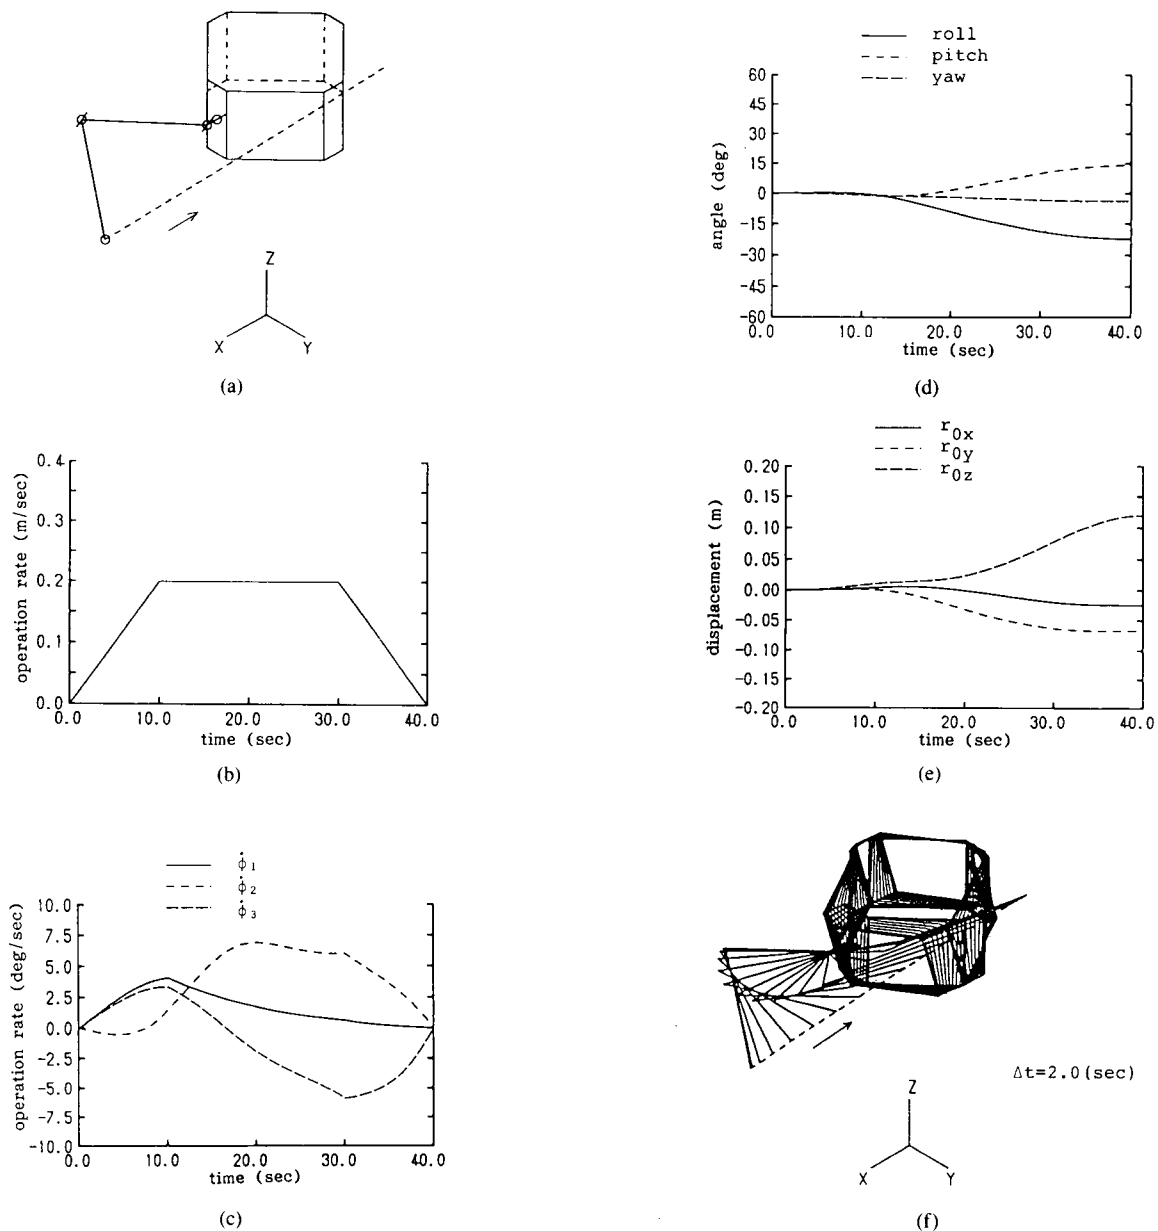 Z
X Y
(a)
0.4
0.3
0.2
0.1
0.0
0.0 10.0 20.0 30.0 40.0
operation rate (m/sec)
time (sec)
(b)
ϕ̇₁
ϕ̇₂
ϕ̇₃
10.0
7.5
5.0
2.5
0.0
-2.5
-5.0
-7.5
-10.0
0.0 10.0 20.0 30.0 40.0
operation rate (deg/sec)
time (sec)
(c)
roll
pitch
yaw
60
45
30
15
0
-15
-30
-45
-60
0.0 10.0 20.0 30.0 40.0
angle (deg)
time (sec)
(d)
r0x
r0y
r0z
0.20
0.15
0.10
0.05
0.00
-0.05
-0.10
-0.15
-0.20
0.0 10.0 20.0 30.0 40.0
displacement (m)
time (sec)
(e)
Δt=2.0(sec)
Z
X Y
(f)